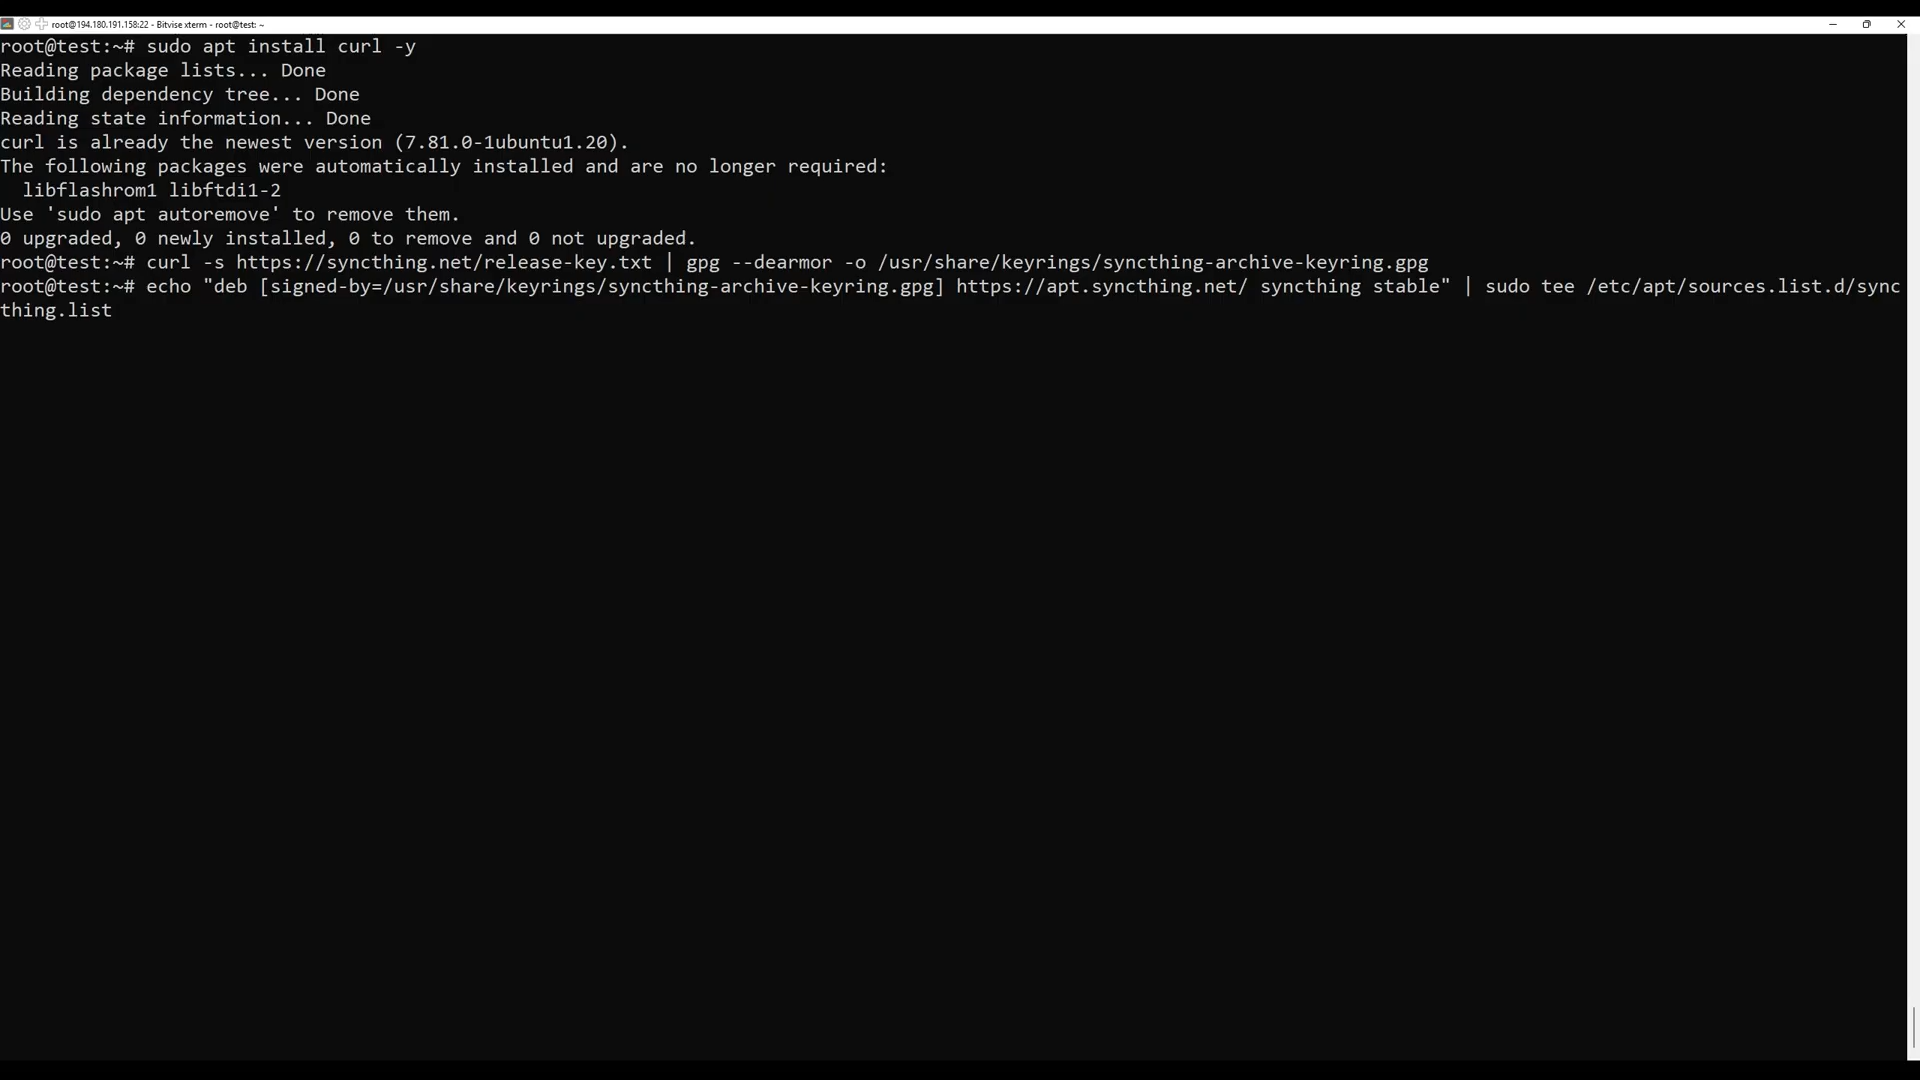 root@194.180.191.158:22 - Bitvise xterm - root@test: ~
root@test:~# sudo apt install curl -y
Reading package lists... Done
Building dependency tree... Done
Reading state information... Done
curl is already the newest version (7.81.0-1ubuntu1.20).
The following packages were automatically installed and are no longer required:
  libflashrom1 libftdi1-2
Use 'sudo apt autoremove' to remove them.
0 upgraded, 0 newly installed, 0 to remove and 0 not upgraded.
root@test:~# curl -s https://syncthing.net/release-key.txt | gpg --dearmor -o /usr/share/keyrings/syncthing-archive-keyring.gpg
root@test:~# echo "deb [signed-by=/usr/share/keyrings/syncthing-archive-keyring.gpg] https://apt.syncthing.net/ syncthing stable" | sudo tee /etc/apt/sources.list.d/sync
thing.list